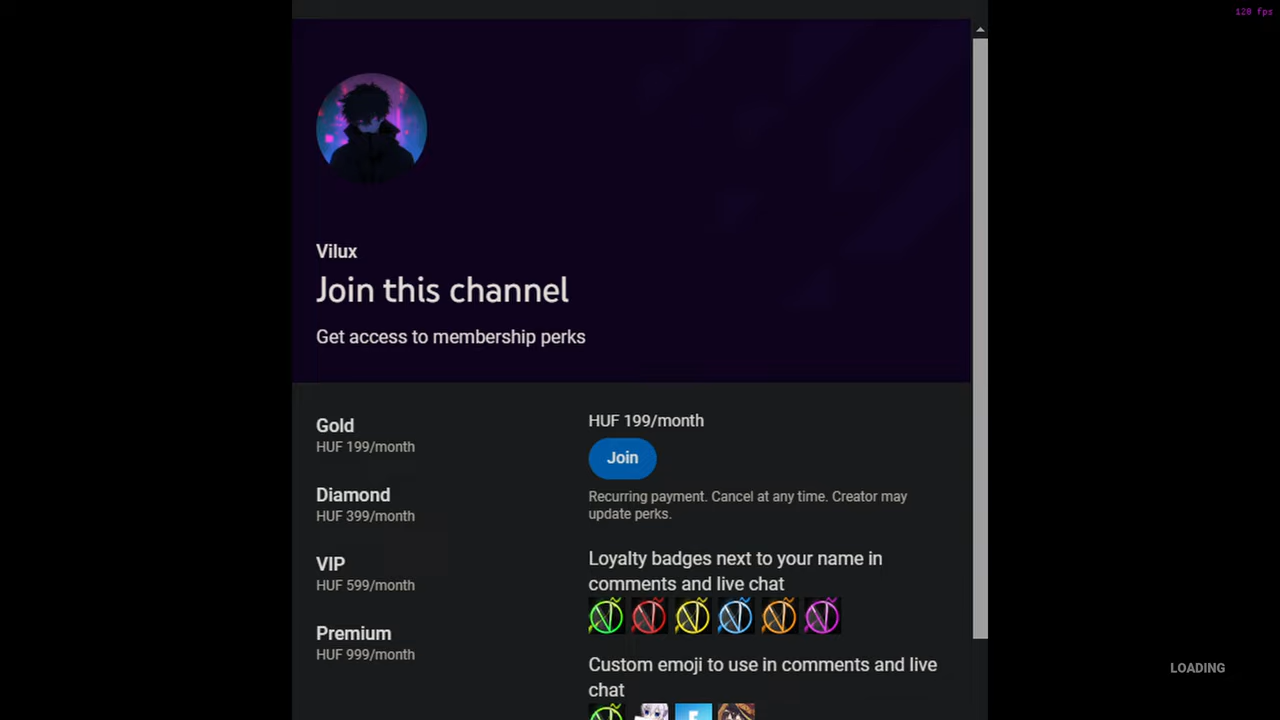 120 fps
Vilux
Join this channel
Get access to membership perks
Gold
HUF 199/month
Diamond
HUF 399/month
VIP
HUF 599/month
Premium
HUF 999/month
HUF 199/month
Join
Recurring payment. Cancel at any time. Creator may
update perks.
Loyalty badges next to your name in
comments and live chat
Custom emoji to use in comments and live
chat
LOADING